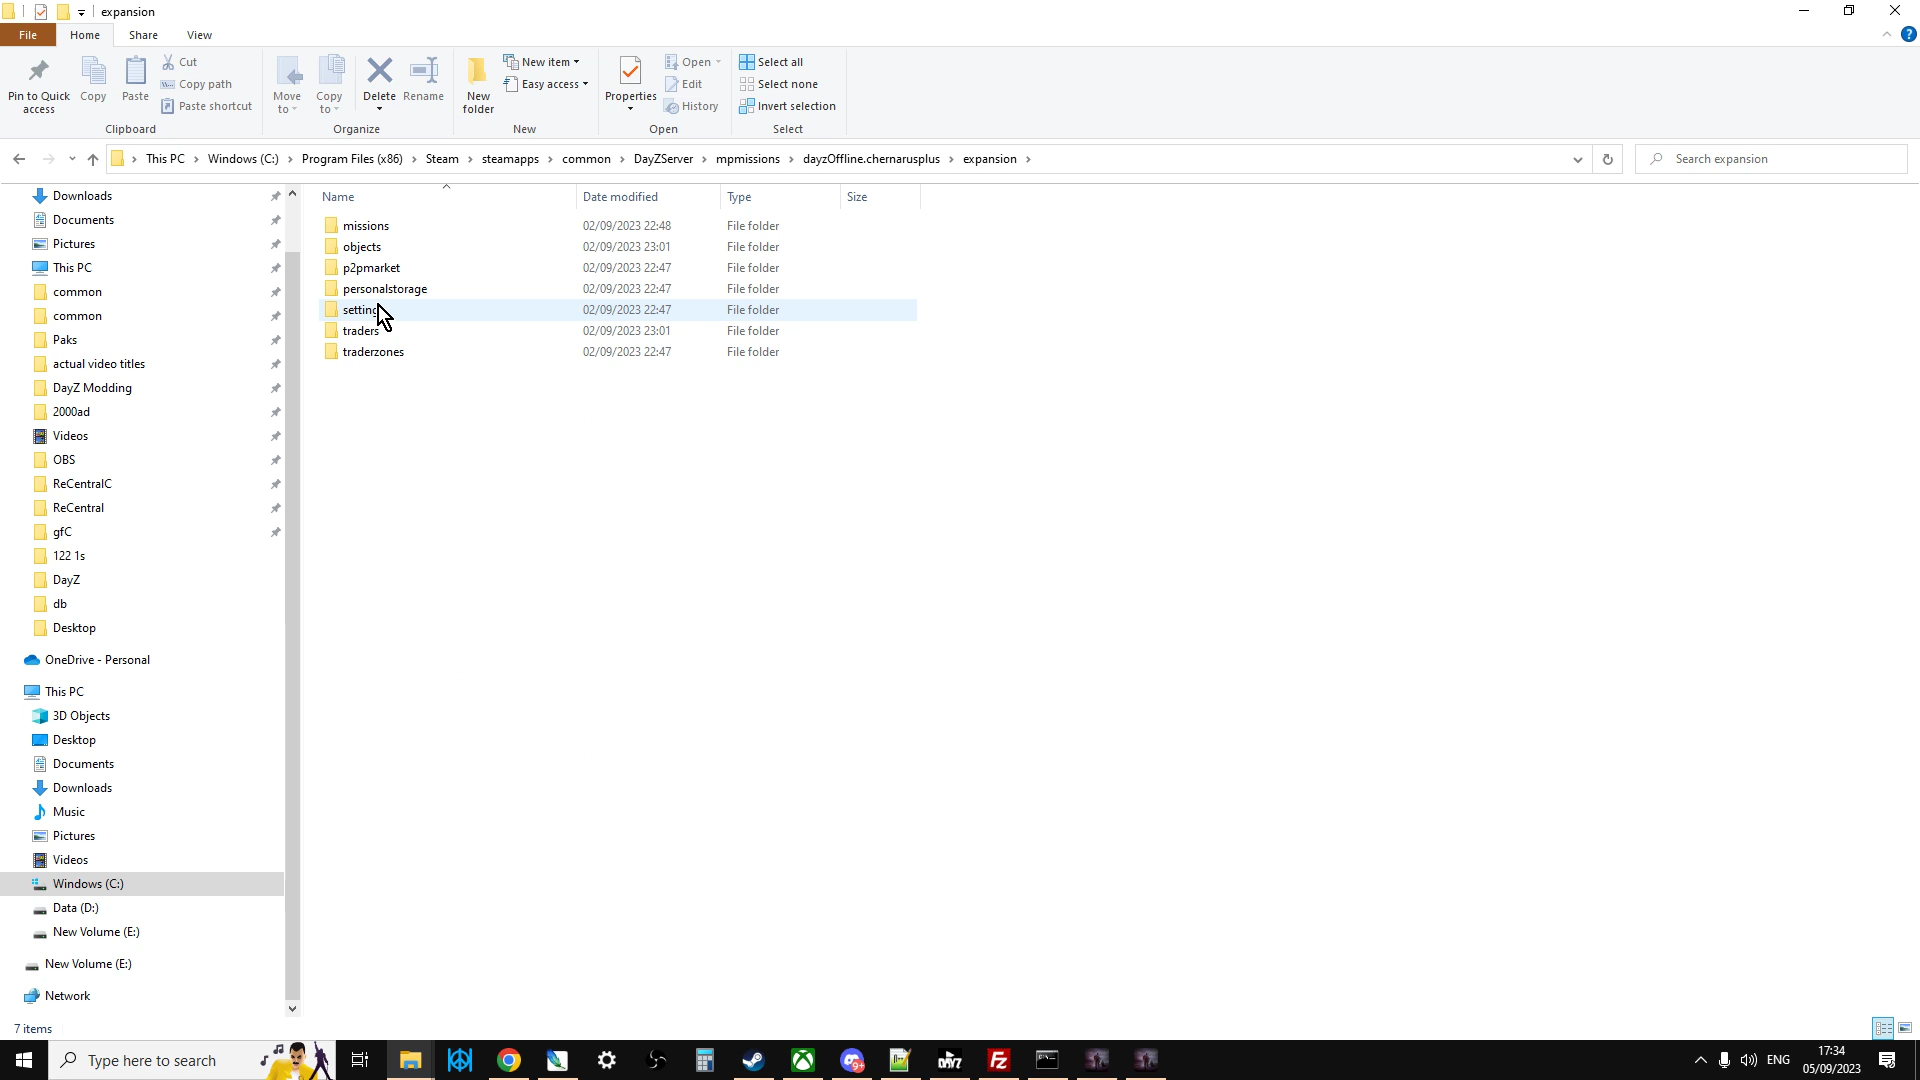 expansion
File Home Share View
Pin to Quick access
Copy
Paste
Cut
Copy path
Paste shortcut
Clipboard
Move to
Copy to
Delete
Rename
Organize
New folder
New item
Easy access
New
Properties
Open
Edit
History
Open
Select all
Select none
Invert selection
Select
This PC Windows (C:) Program Files (x86) Steam steamapps common DayZServer mpmissions dayzOffline.chernarusplus expansion
Search expansion
Name Date modified Type Size
missions 02/09/2023 22:48 File folder
objects 02/09/2023 23:01 File folder
p2pmarket 02/09/2023 22:47 File folder
personalstorage 02/09/2023 22:47 File folder
02/09/2023 22:47 File folder
traders 02/09/2023 23:01 File folder
traderzones 02/09/2023 22:47 File folder
Downloads
Documents
Pictures
This PC
common
common
Paks
actual video titles
DayZ Modding
2000ad
Videos
OBS
ReCentralC
ReCentral
gfC
122 1s
DayZ
db
Desktop
OneDrive - Personal
This PC
3D Objects
Desktop
Documents
Downloads
Music
Pictures
Videos
Windows (C:)
Data (D:)
New Volume (E:)
New Volume (E:)
Network
7 items
Type here to search
DAYZ
9+
ENG
17:34
05/09/2023